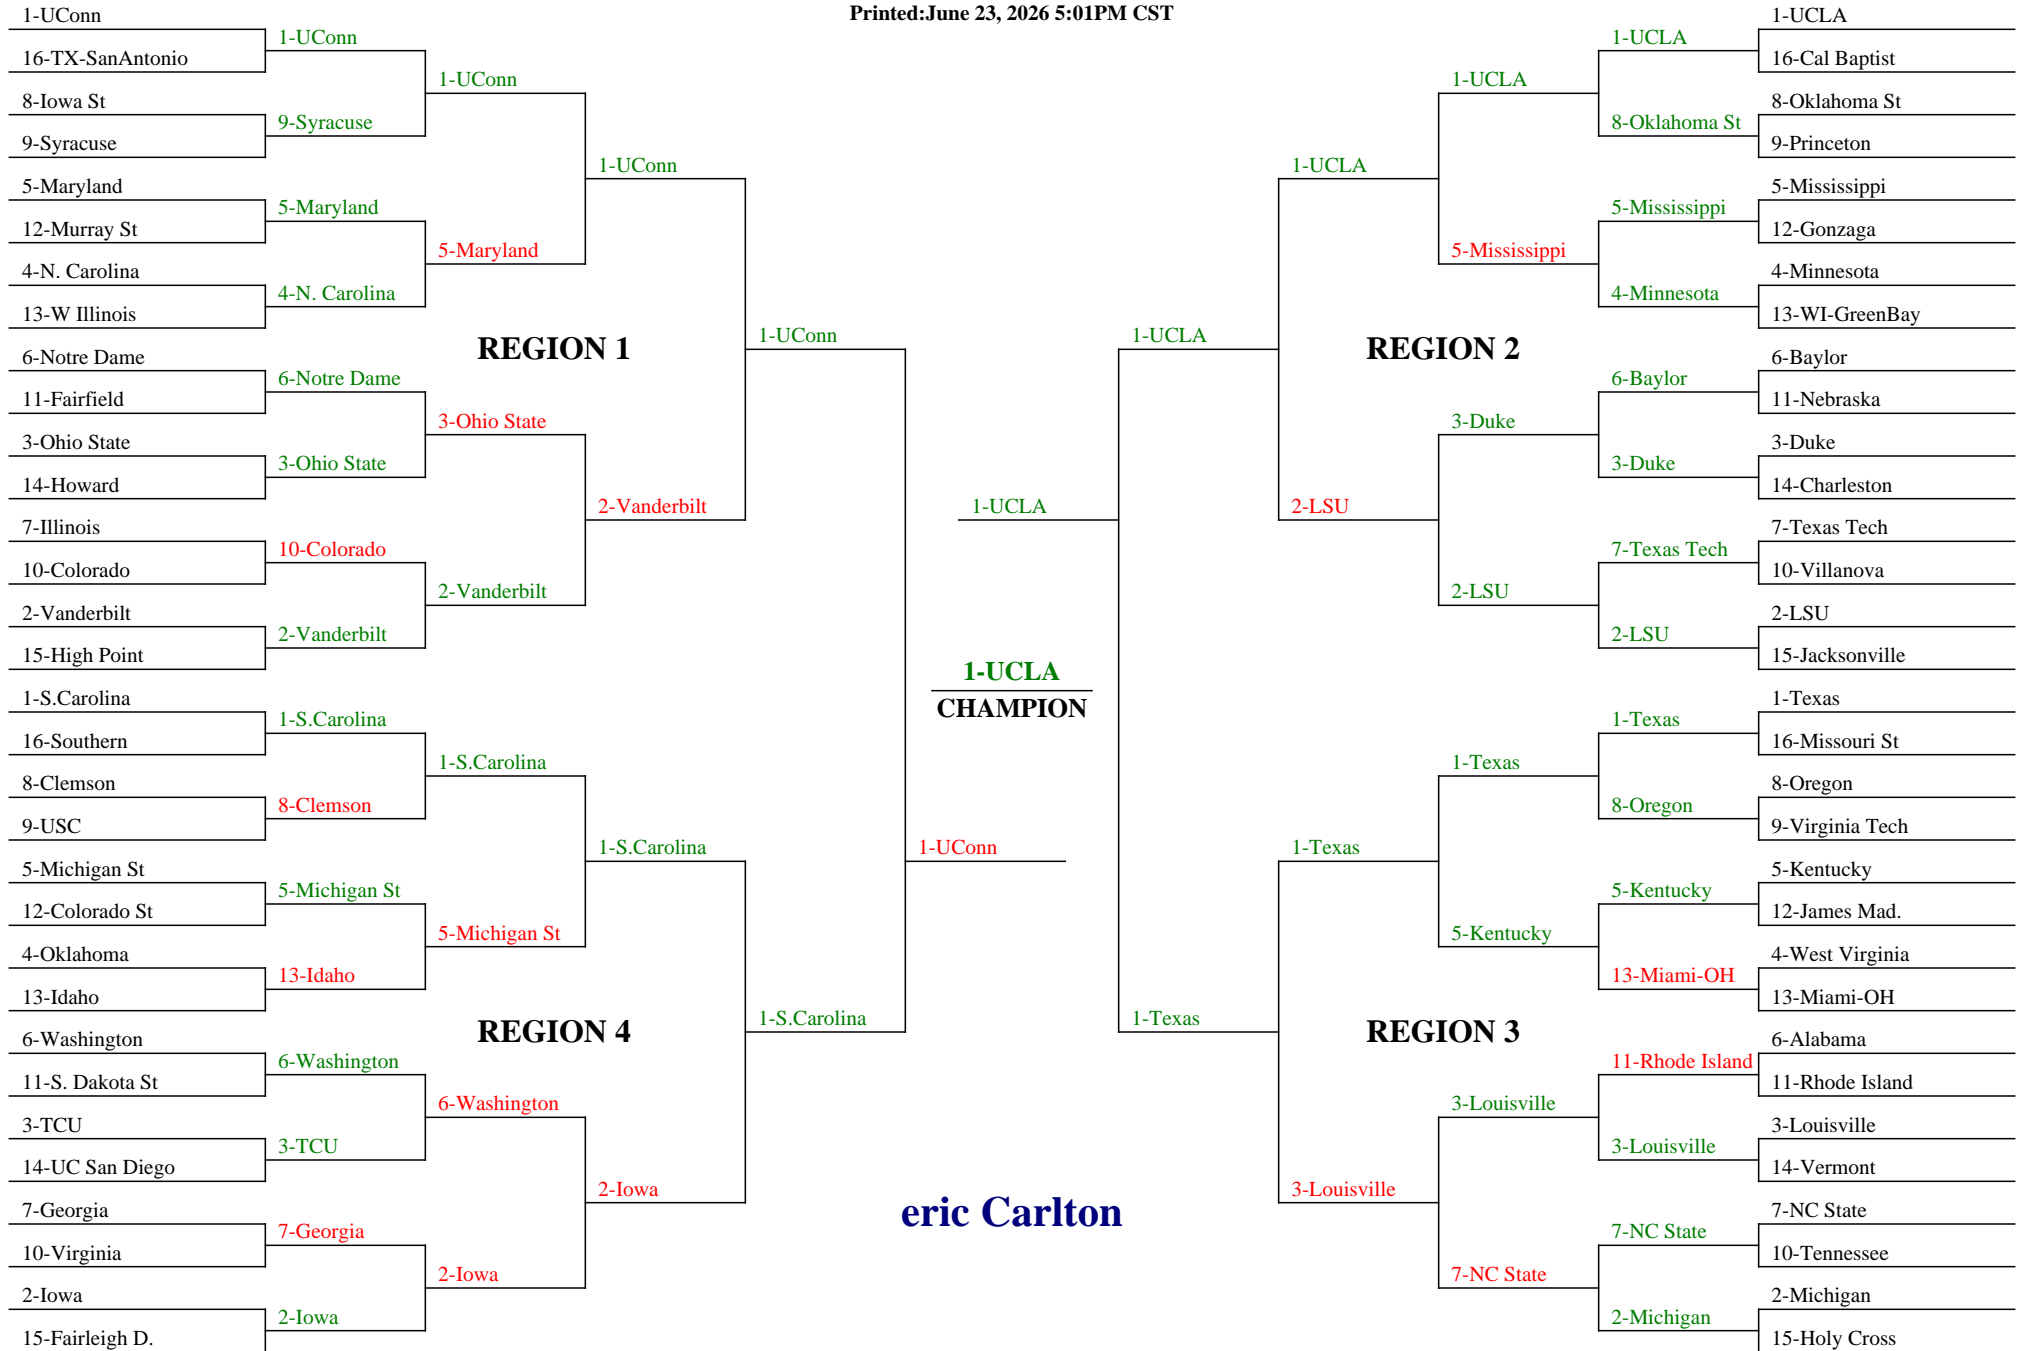 Printed:June 23, 2026 5:01PM CST
1-UConn
16-TX-SanAntonio
8-Iowa St
9-Syracuse
5-Maryland
12-Murray St
4-N. Carolina
13-W Illinois
6-Notre Dame
11-Fairfield
3-Ohio State
14-Howard
7-Illinois
10-Colorado
2-Vanderbilt
15-High Point
1-S.Carolina
16-Southern
8-Clemson
9-USC
5-Michigan St
12-Colorado St
4-Oklahoma
13-Idaho
6-Washington
11-S. Dakota St
3-TCU
14-UC San Diego
7-Georgia
10-Virginia
2-Iowa
15-Fairleigh D.
1-UConn
9-Syracuse
5-Maryland
4-N. Carolina
6-Notre Dame
3-Ohio State
10-Colorado
2-Vanderbilt
1-S.Carolina
8-Clemson
5-Michigan St
13-Idaho
6-Washington
3-TCU
7-Georgia
2-Iowa
1-UConn
5-Maryland
3-Ohio State
2-Vanderbilt
1-S.Carolina
5-Michigan St
6-Washington
2-Iowa
REGION 1
REGION 4
1-UConn
2-Vanderbilt
1-S.Carolina
2-Iowa
1-UConn
1-S.Carolina
1-UConn
1-UCLA
1-UCLA
CHAMPION
eric Carlton
1-UCLA
1-Texas
1-UCLA
2-LSU
1-Texas
3-Louisville
REGION 2
REGION 3
1-UCLA
5-Mississippi
3-Duke
2-LSU
1-Texas
5-Kentucky
3-Louisville
7-NC State
1-UCLA
8-Oklahoma St
5-Mississippi
4-Minnesota
6-Baylor
3-Duke
7-Texas Tech
2-LSU
1-Texas
8-Oregon
5-Kentucky
13-Miami-OH
11-Rhode Island
3-Louisville
7-NC State
2-Michigan
1-UCLA
16-Cal Baptist
8-Oklahoma St
9-Princeton
5-Mississippi
12-Gonzaga
4-Minnesota
13-WI-GreenBay
6-Baylor
11-Nebraska
3-Duke
14-Charleston
7-Texas Tech
10-Villanova
2-LSU
15-Jacksonville
1-Texas
16-Missouri St
8-Oregon
9-Virginia Tech
5-Kentucky
12-James Mad.
4-West Virginia
13-Miami-OH
6-Alabama
11-Rhode Island
3-Louisville
14-Vermont
7-NC State
10-Tennessee
2-Michigan
15-Holy Cross